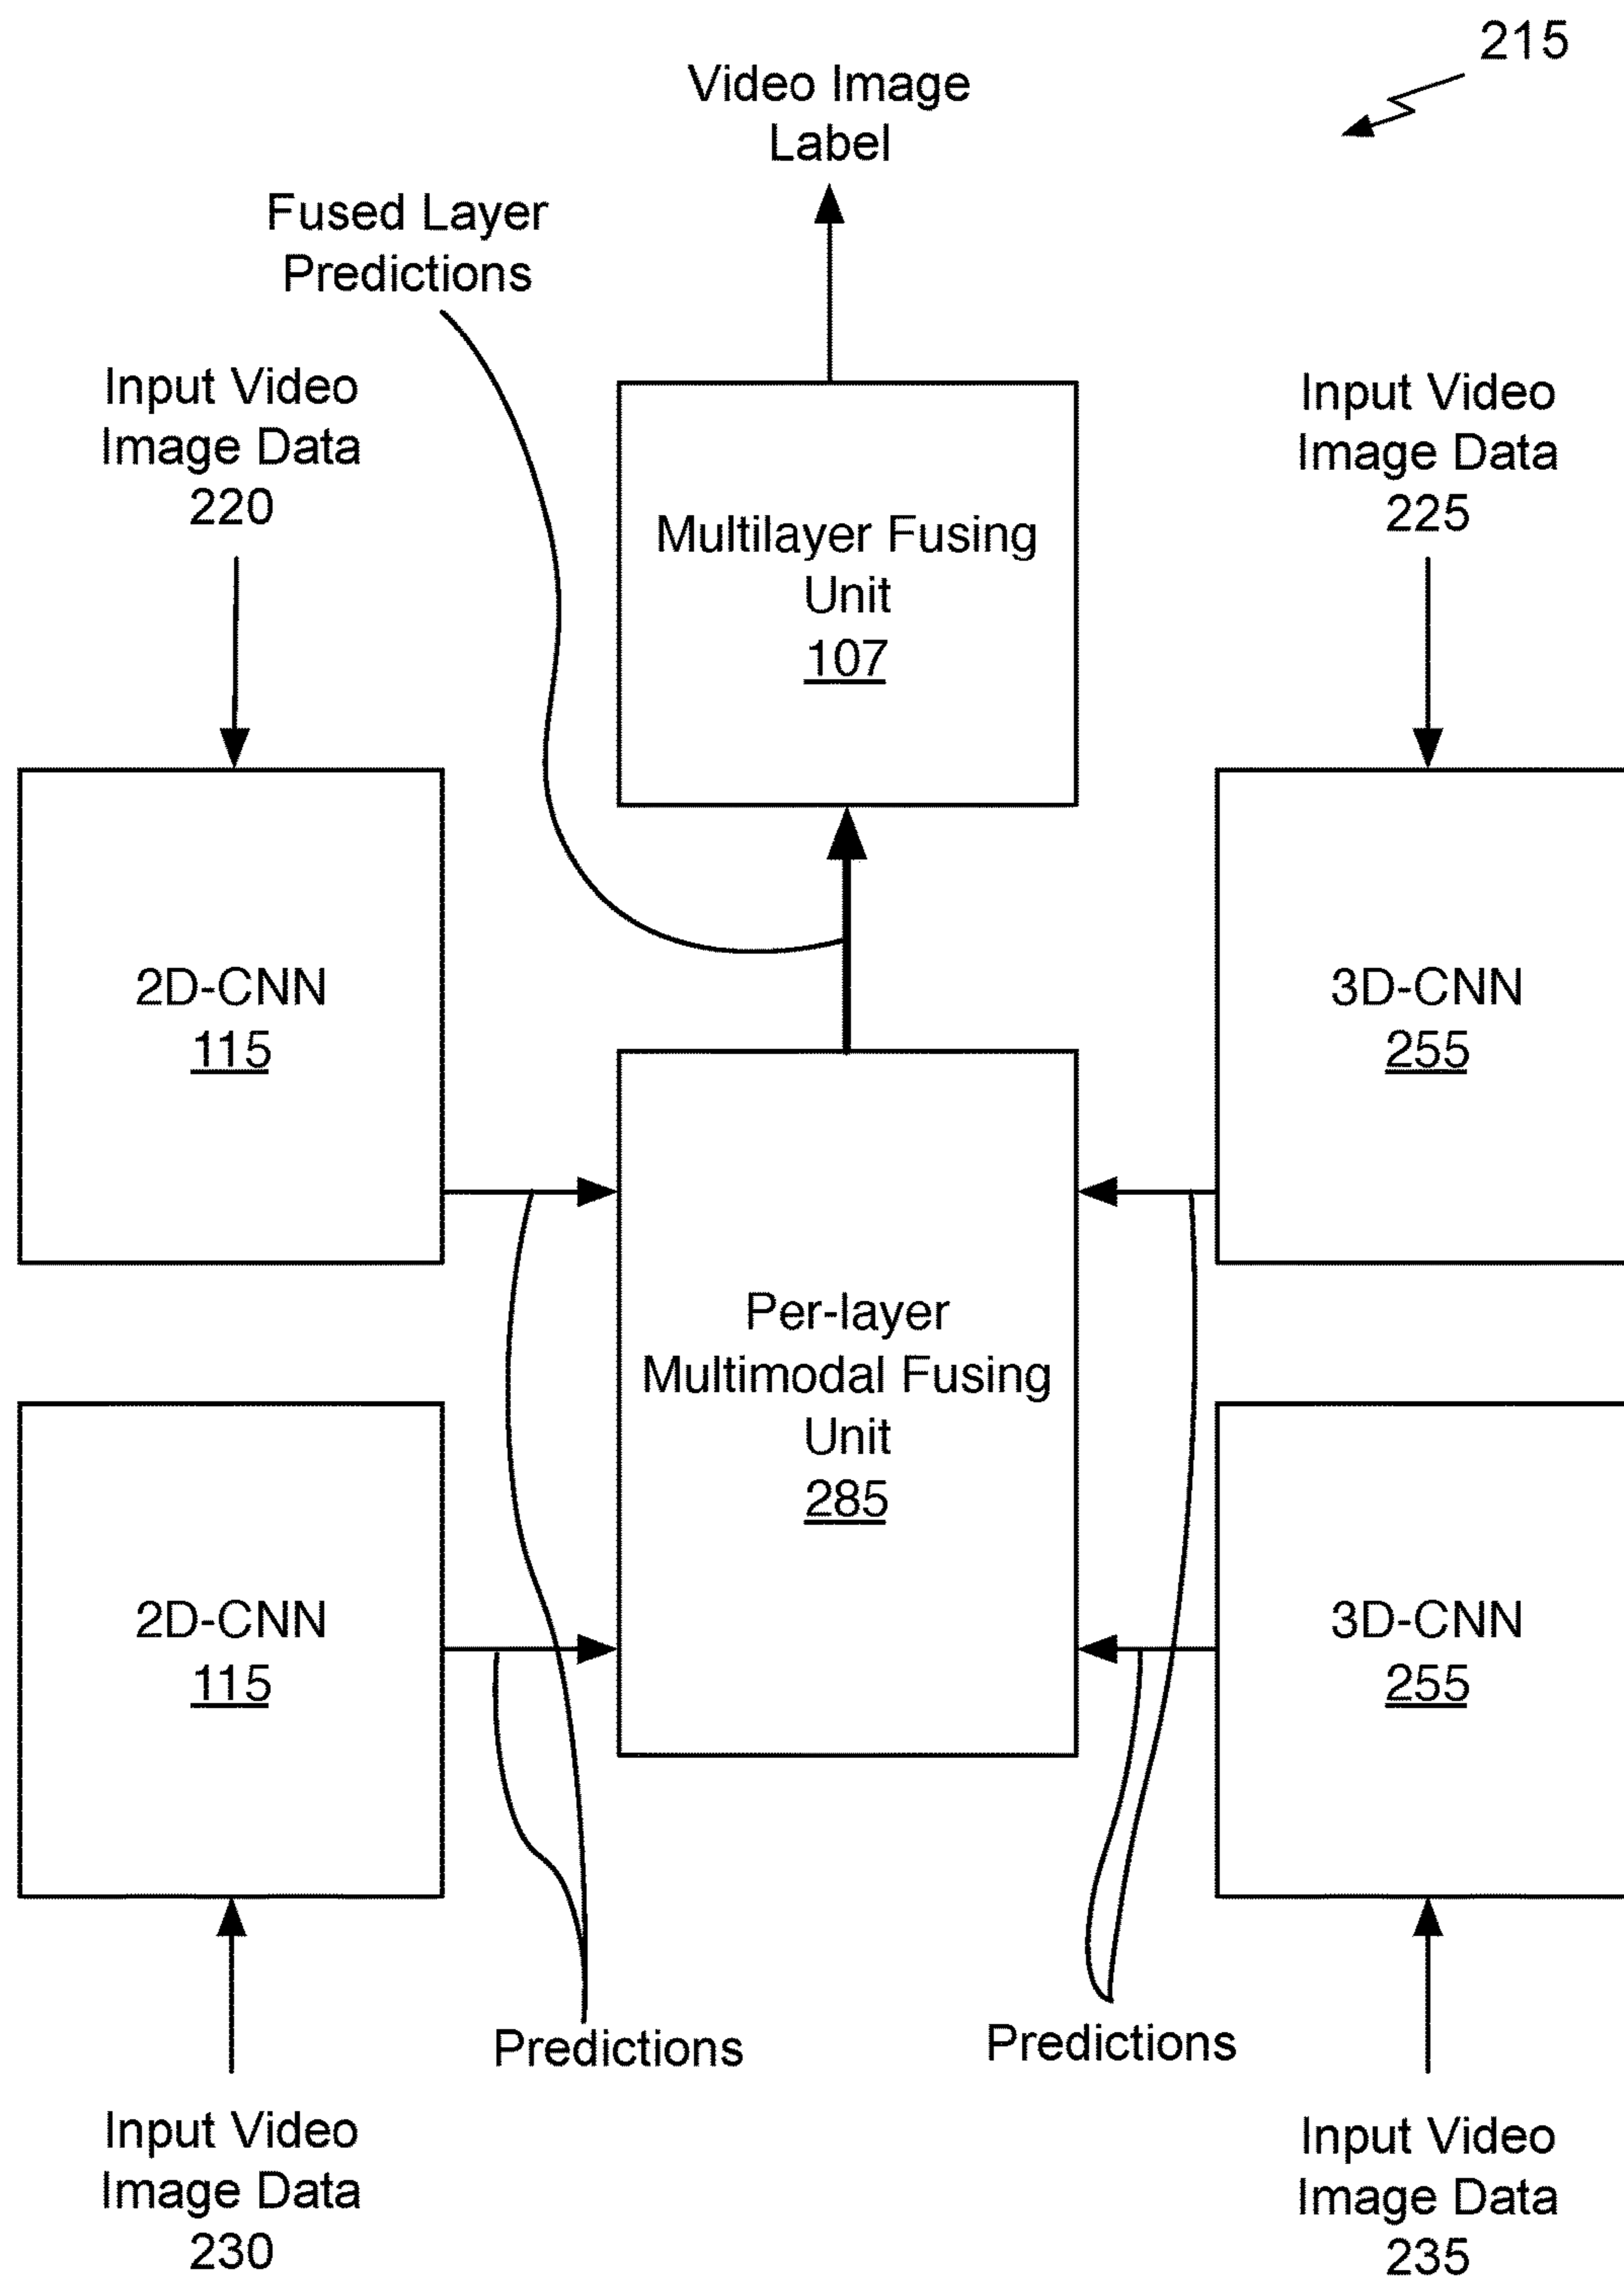 215
Video Image
Label
Fused Layer
Predictions
Input Video
Image Data
220
Input Video
Image Data
225
Multilayer Fusing
Unit
107
2D-CNN
115
3D-CNN
255
Per-layer
Multimodal Fusing
Unit
285
2D-CNN
115
3D-CNN
255
Predictions
Predictions
Input Video
Image Data
230
Input Video
Image Data
235